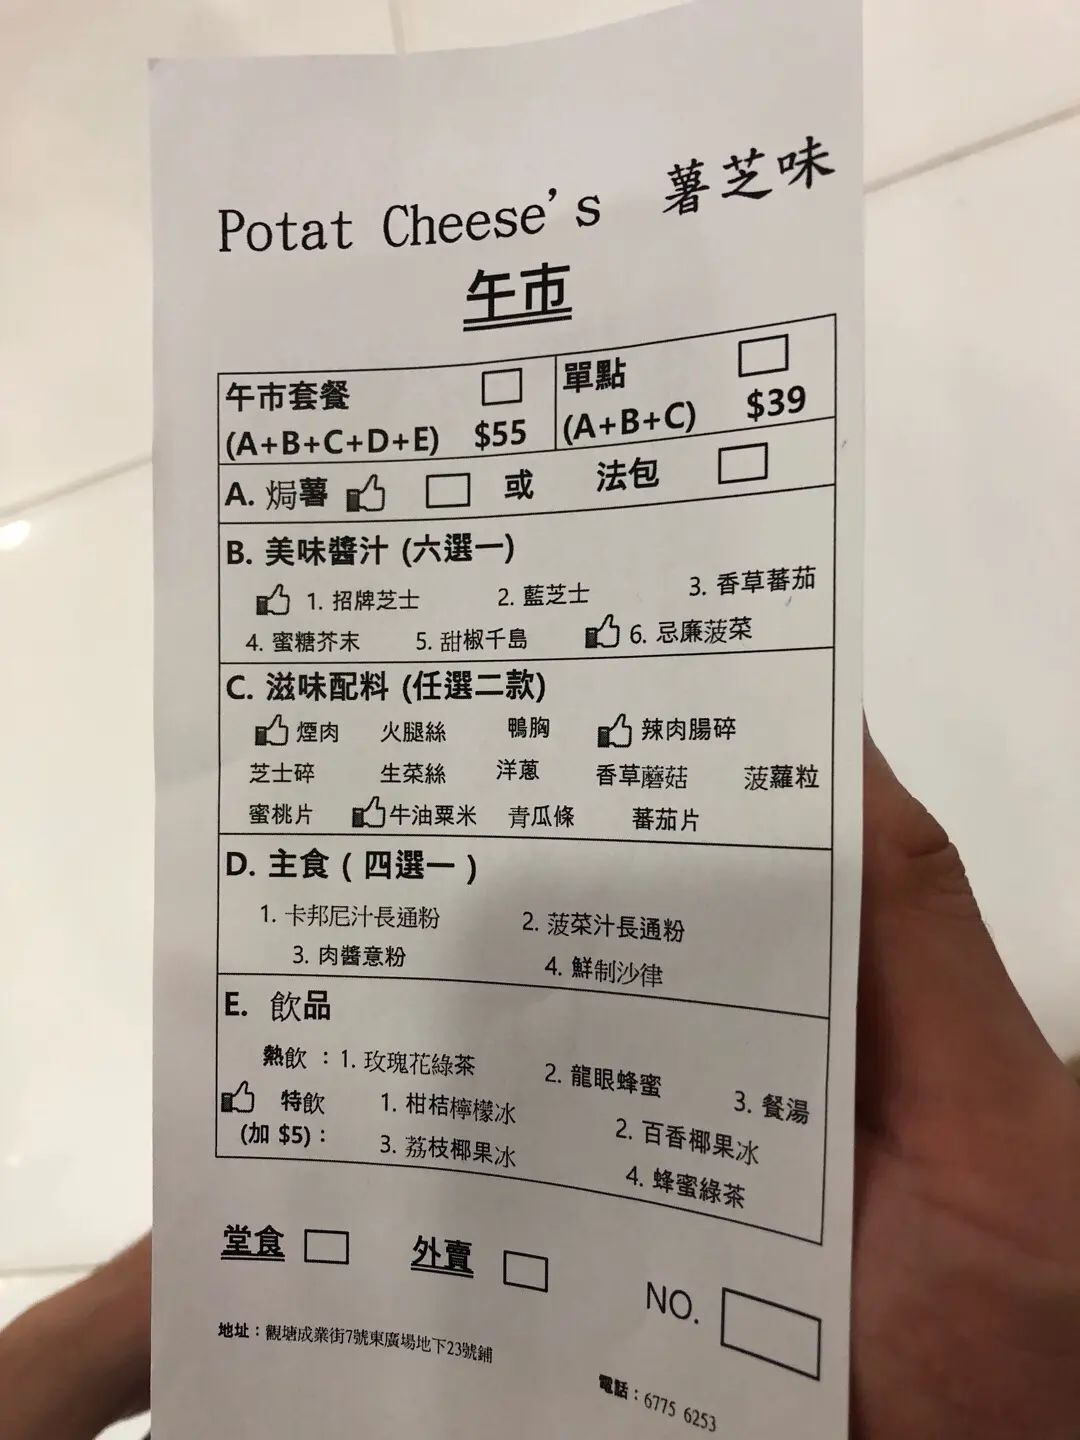 Potat Cheese's 薯芝味
午市
午市套餐
(A+B+C+D+E) $55
單點
(A+B+C) $39
A. 焗薯 或 法包
B. 美味醬汁 (六選一)
1. 招牌芝士 2. 藍芝士 3. 香草蕃茄
4. 蜜糖芥末 5. 甜椒千島 6. 忌廉菠菜
C. 滋味配料 (任選二款)
煙肉 火腿絲 鴨胸 辣肉腸碎
芝士碎 生菜絲 洋蔥 香草蘑菇 菠蘿粒
蜜桃片 牛油粟米 青瓜條 蕃茄片
D. 主食 ( 四選一 )
1. 卡邦尼汁長通粉 2. 菠菜汁長通粉
3. 肉醬意粉 4. 鮮制沙律
E. 飲品
熱飲 : 1. 玫瑰花綠茶 2. 龍眼蜂蜜 3. 餐湯
特飲 1. 柑桔檸檬冰 2. 百香椰果冰
(加 $5) : 3. 荔枝椰果冰 4. 蜂蜜綠茶
堂食 外賣 NO.
地址：觀塘成業街7號東廣場地下23號鋪
電話：6775 6253